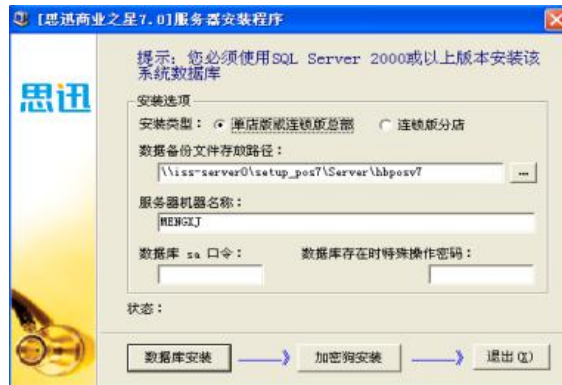 [思迅商业之星7.0]服务器安装程序
提示：您必须使用SQL Server 2000或以上版本安装该
系统数据库
思迅
安装选项
安装类型： 单店版或连锁版总部 连锁版分店
数据备份文件存放路径：
\\iss-server0\setup_pos7\Server\hbposv7
...
服务器机器名称：
MENGXJ
数据库 sa 口令： 数据库存在时特殊操作密码：
状态：
数据库安装 加密狗安装 退出(X)